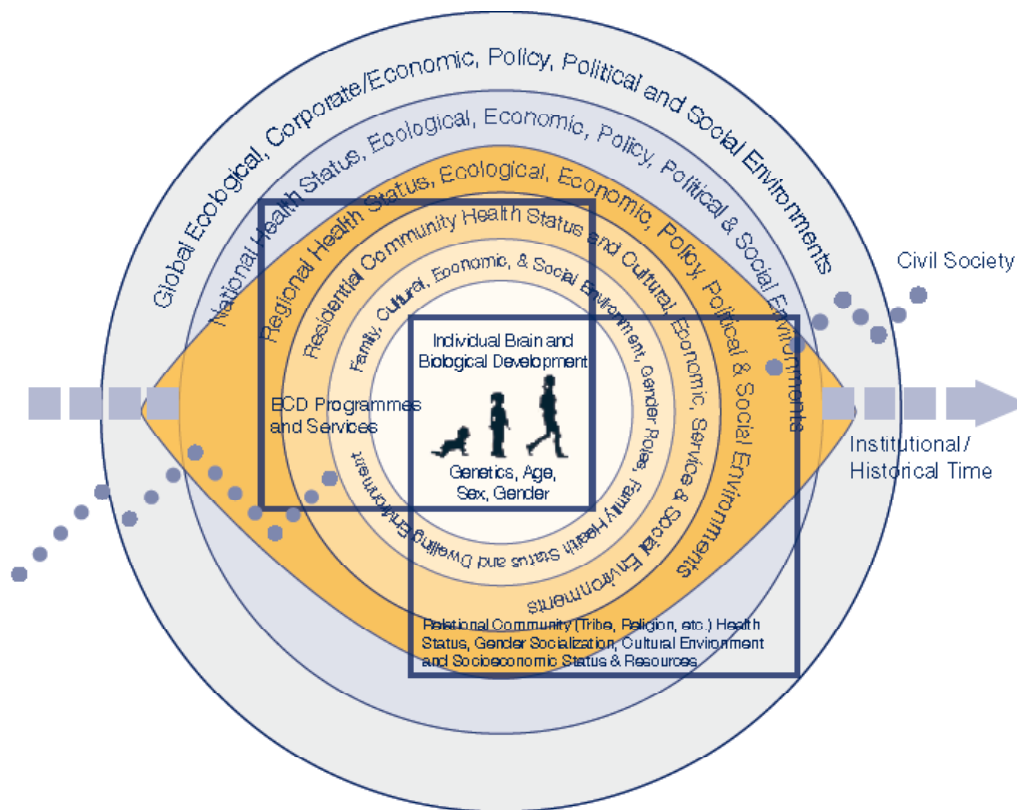 Global Ecological, Corporate/Economic, Policy, Political and Social Environments
National Health Status, Ecological, Economic, Policy, Political & Social Environments
Regional Health Status, Ecological, Economic, Policy, Political & Social Environments
Residential Community Health Status and Cultural, Economic, Service & Social Environments
Family, Cultural, Economic, & Social Environment, Gender Roles, Family Health Status and Dwelling Environment
Civil Society
Individual Brain and
Biological Development
ECD Programmes
and Services
Genetics, Age,
Sex, Gender
Institutional/
Historical Time
Relational Community (Tribe, Religion, etc.) Health
Status, Gender Socialization, Cultural Environment
and Socioeconomic Status & Resources